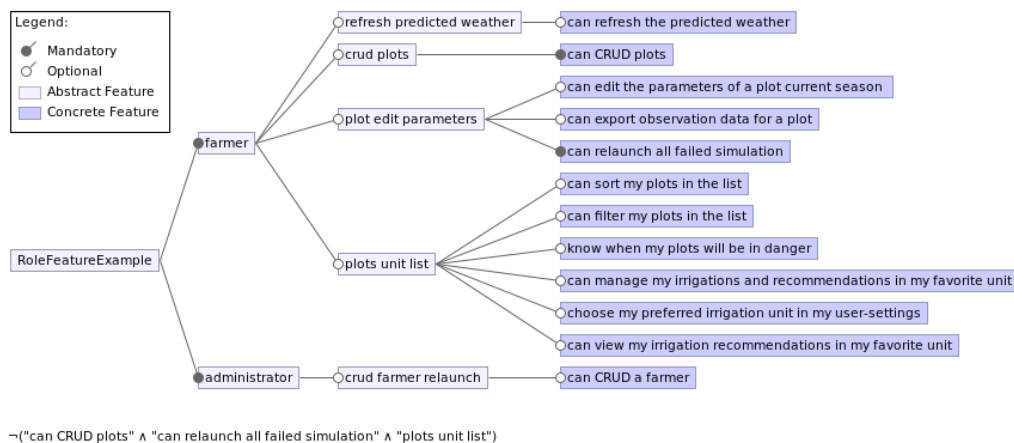 Legend:
Mandatory
Optional
Abstract Feature
Concrete Feature
RoleFeatureExample
farmer
refresh predicted weather
can refresh the predicted weather
crud plots
can CRUD plots
plot edit parameters
can edit the parameters of a plot current season
can export observation data for a plot
can relaunch all failed simulation
plots unit list
can sort my plots in the list
can filter my plots in the list
know when my plots will be in danger
can manage my irrigations and recommendations in my favorite unit
choose my preferred irrigation unit in my user-settings
can view my irrigation recommendations in my favorite unit
administrator
crud farmer relaunch
can CRUD a farmer
¬("can CRUD plots" ∧ "can relaunch all failed simulation" ∧ "plots unit list")